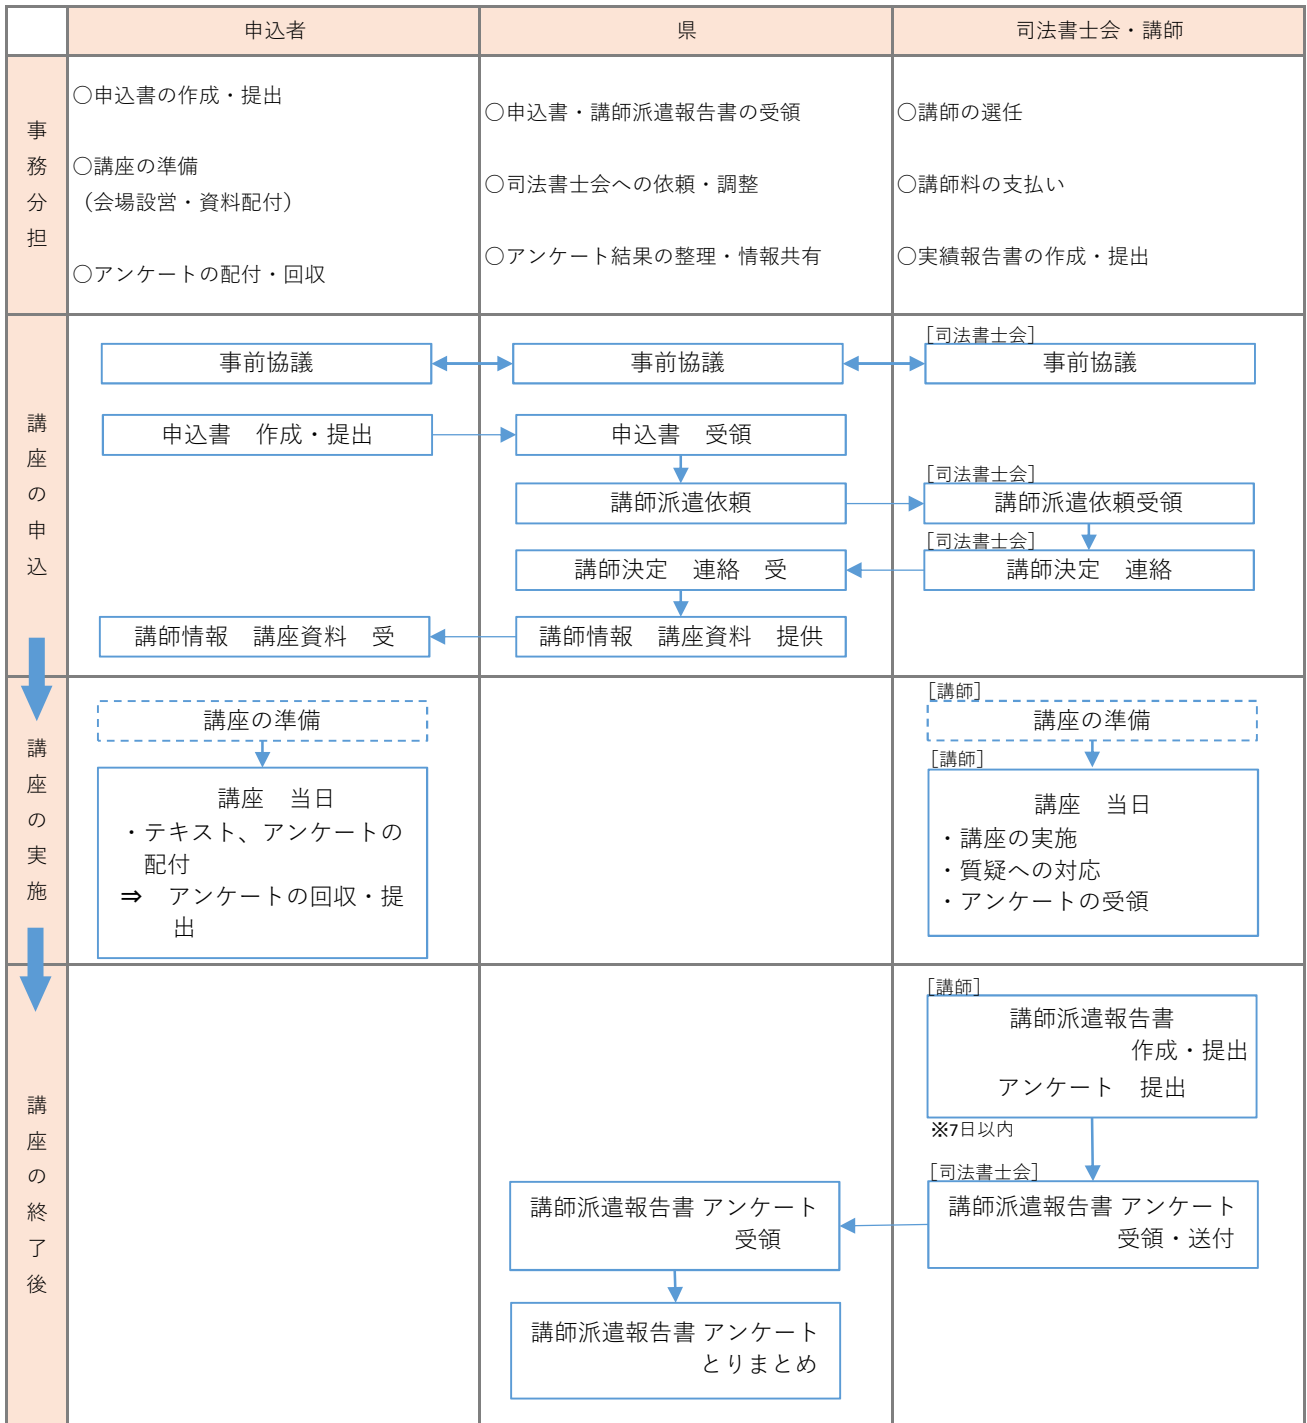 申込者
県
司法書士会・講師
事務分担
○申込書の作成・提出
○講座の準備
（会場設営・資料配付）
○アンケートの配付・回収
○申込書・講師派遣報告書の受領
○司法書士会への依頼・調整
○アンケート結果の整理・情報共有
○講師の選任
○講師料の支払い
○実績報告書の作成・提出
講座の申込
[司法書士会]
事前協議
事前協議
事前協議
申込書　作成・提出
申込書　受領
[司法書士会]
講師派遣依頼
講師派遣依頼受領
[司法書士会]
講師決定　連絡　受
講師決定　連絡
講師情報　講座資料　受
講師情報　講座資料　提供
講座の実施
講座の準備
講座　当日
・テキスト、アンケートの
配付
⇒　アンケートの回収・提
出
[講師]
講座の準備
[講師]
講座　当日
・講座の実施
・質疑への対応
・アンケートの受領
講座の終了後
[講師]
講師派遣報告書
作成・提出
アンケート　提出
※7日以内
[司法書士会]
講師派遣報告書 アンケート
受領・送付
講師派遣報告書 アンケート
受領
講師派遣報告書 アンケート
とりまとめ